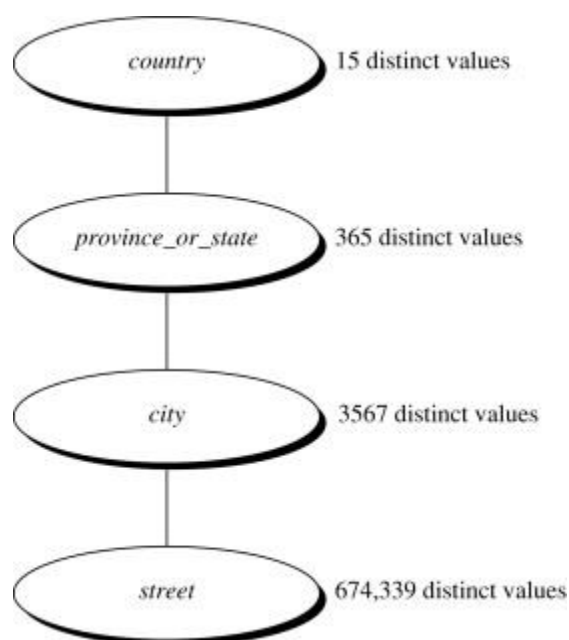 country 15 distinct values
province_or_state 365 distinct values
city 3567 distinct values
street 674,339 distinct values